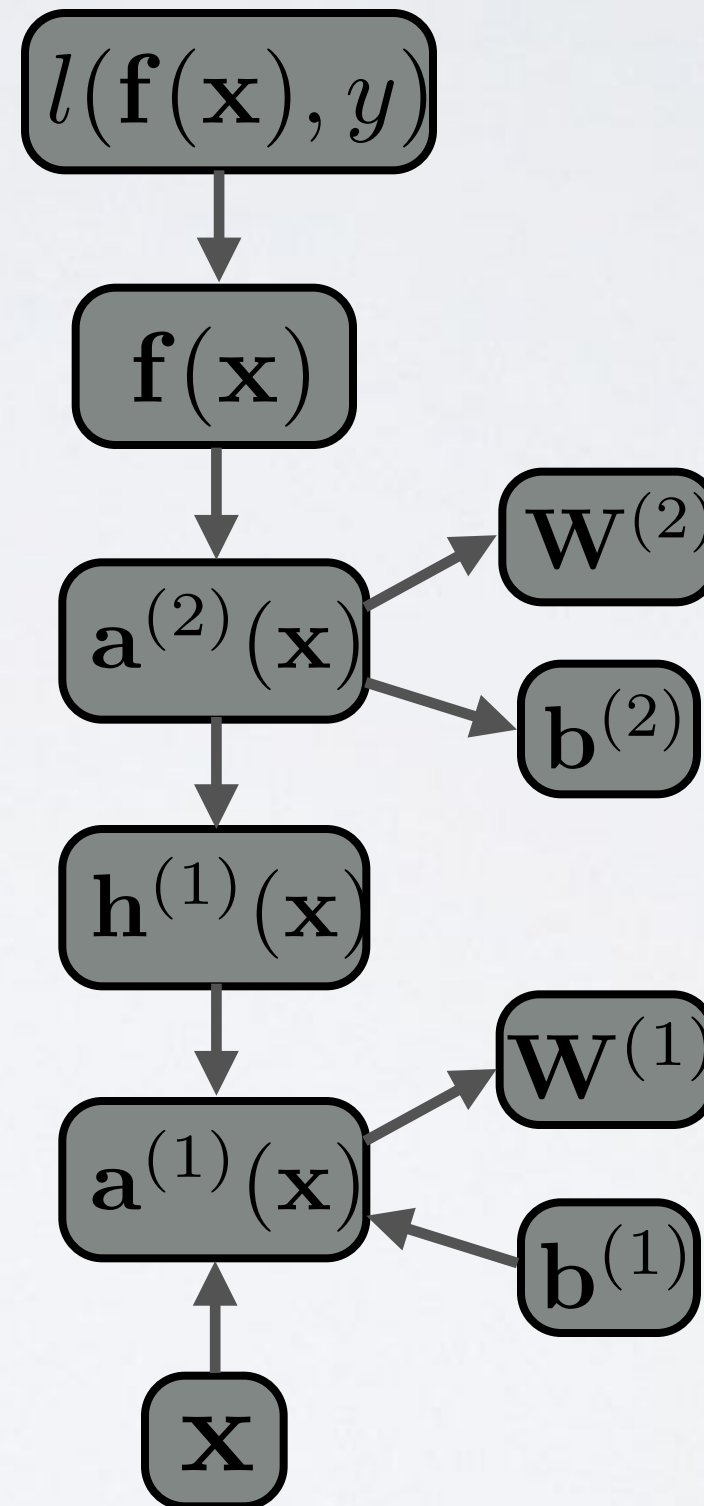 l(f(x), y)
f(x)
W^(2)
a^(2)(x)
b^(2)
h^(1)(x)
W^(1)
a^(1)(x)
b^(1)
x